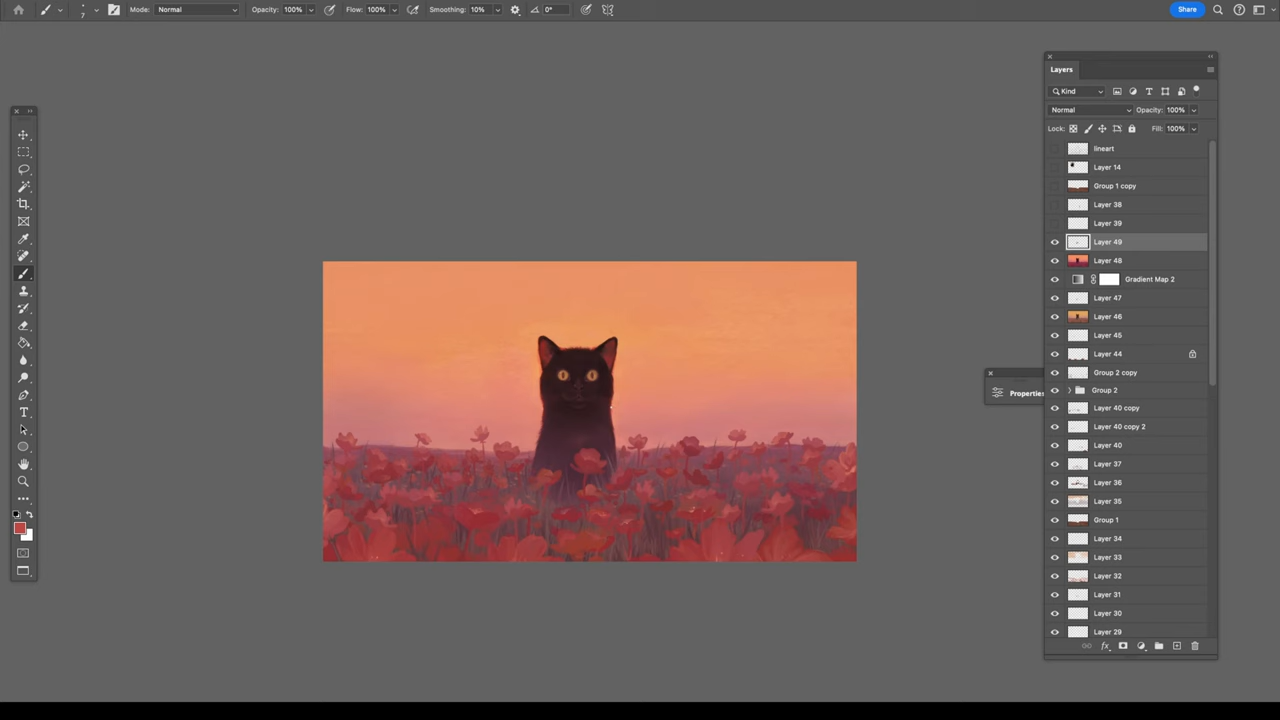 7 Mode: Normal Opacity: 100% Flow: 100% Smoothing: 10% 0° Share
Layers
Kind
Normal Opacity: 100%
Lock: Fill: 100%
lineart
Layer 14
Group 1 copy
Layer 38
Layer 39
Layer 49
Layer 48
Gradient Map 2
Layer 47
Layer 46
Layer 45
Layer 44
Group 2 copy
Properties
Group 2
Layer 40 copy
Layer 40 copy 2
Layer 40
Layer 37
Layer 36
Layer 35
Group 1
Layer 34
Layer 33
Layer 32
Layer 31
Layer 30
Layer 29